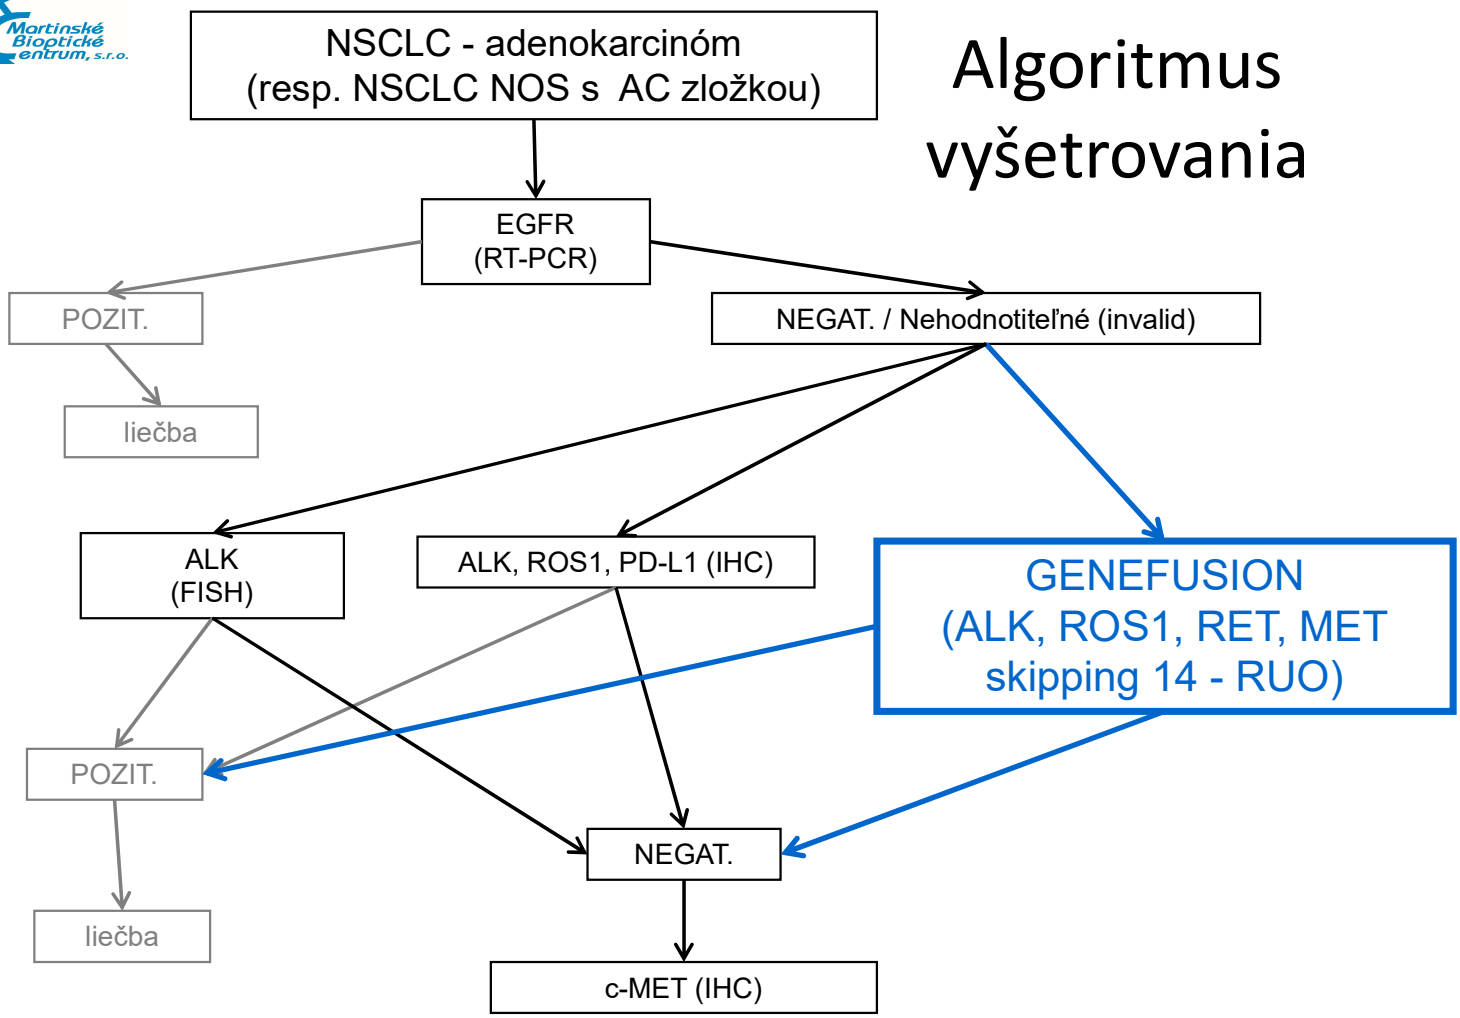 Martinské
Bioptické
entrum, s.r.o.
NSCLC - adenokarcinóm
(resp. NSCLC NOS s AC zložkou)
Algoritmus
vyšetrovania
EGFR
(RT-PCR)
POZIT.
NEGAT. / Nehodnotiteľné (invalid)
liečba
ALK
(FISH)
ALK, ROS1, PD-L1 (IHC)
GENEFUSION
(ALK, ROS1, RET, MET
skipping 14 - RUO)
POZIT.
NEGAT.
liečba
c-MET (IHC)